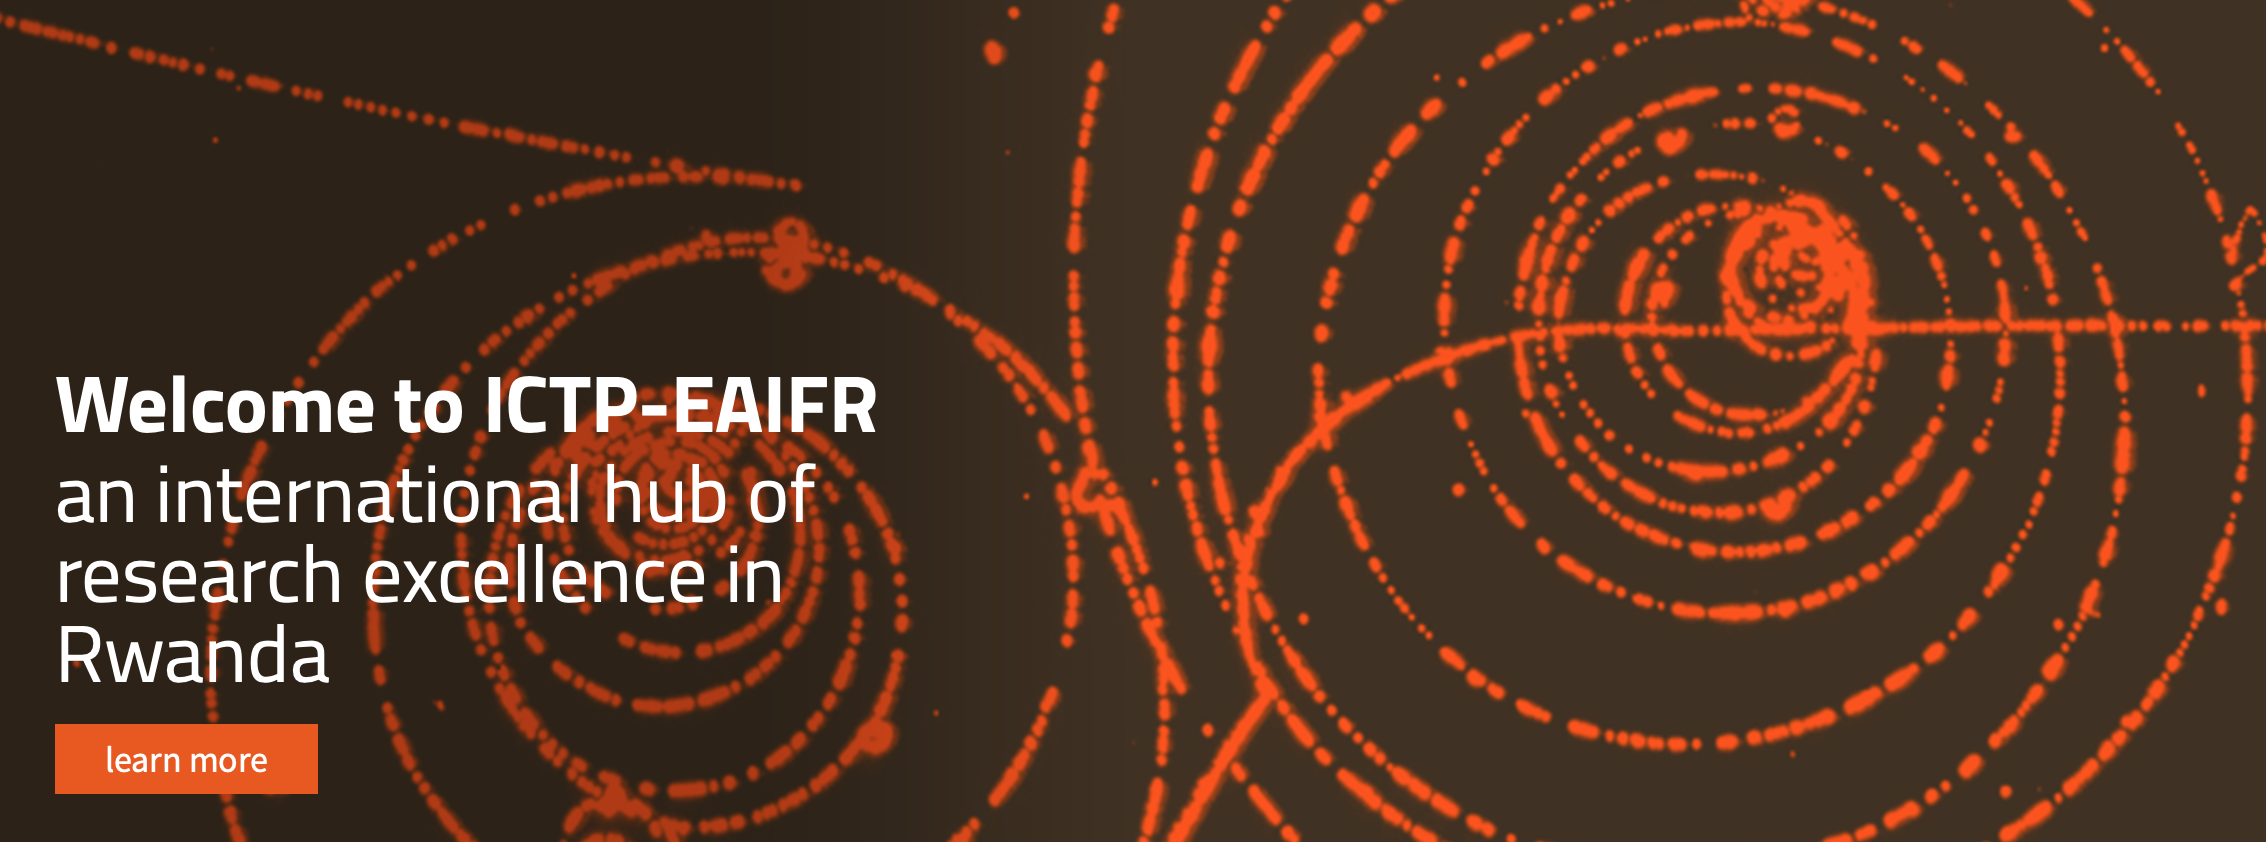 Welcome to ICTP-EAIFR
an international hub of
research excellence in
Rwanda
learn more